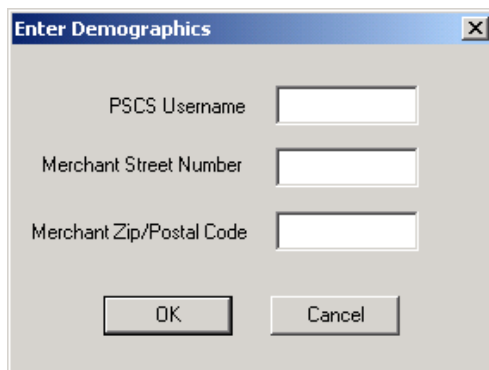 Enter Demographics
PSCS Username
Merchant Street Number
Merchant Zip/Postal Code
OK Cancel